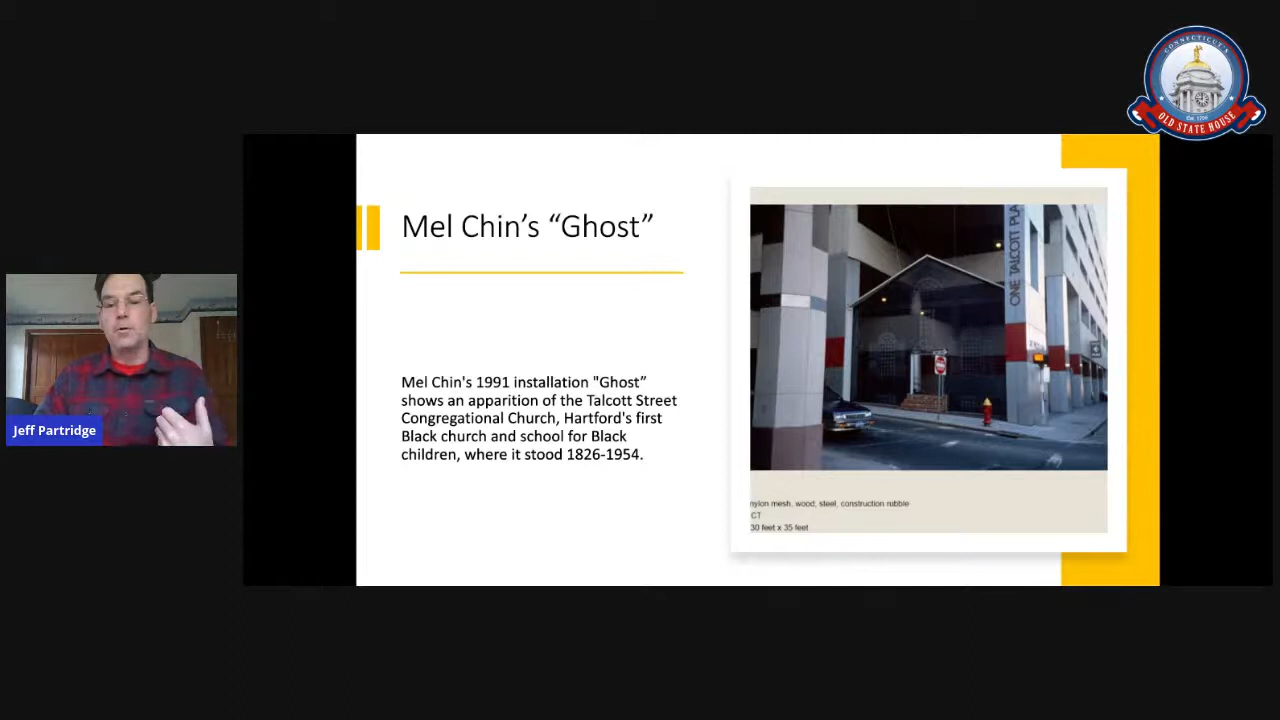 CONNECTICUT'S
OLD STATE HOUSE
Mel Chin's “Ghost”
Mel Chin's 1991 installation "Ghost”
shows an apparition of the Talcott Street
Congregational Church, Hartford's first
Black church and school for Black
children, where it stood 1826-1954.
ONE TALCOTT PLA
nylon mesh, wood, steel, construction rubble
CT
30 feet x 35 feet
Jeff Partridge